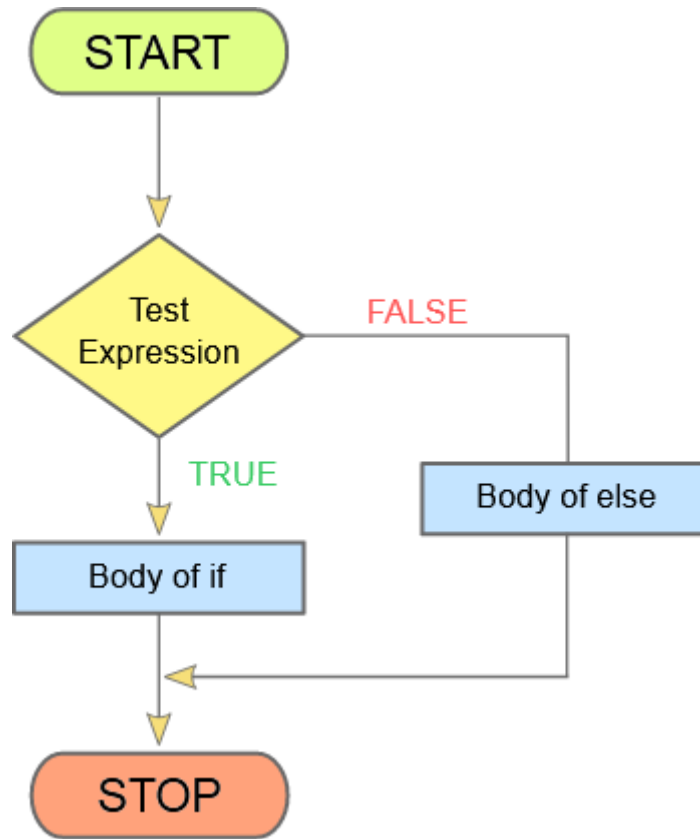 START
Test
Expression
FALSE
TRUE
Body of else
Body of if
STOP